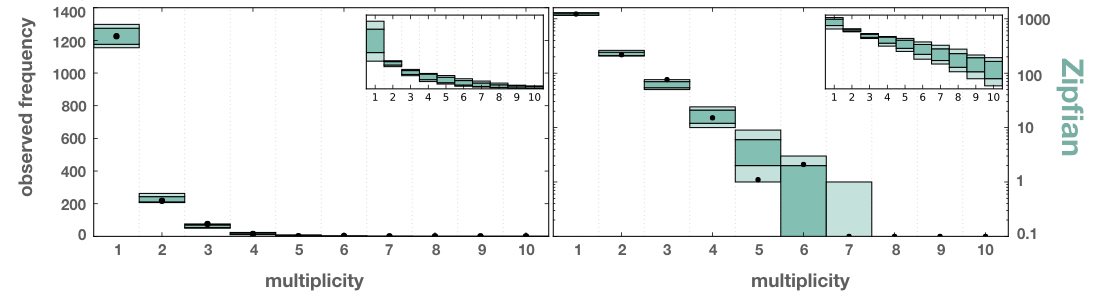 observed frequency
1400
1200
1000
800
600
400
200
0
1 2 3 4 5 6 7 8 9 10
1 2 3 4 5 6 7 8 9 10
multiplicity
1 2 3 4 5 6 7 8 9 10
1 2 3 4 5 6 7 8 9 10
multiplicity
1000
100
10
1
0.1
Zipfian